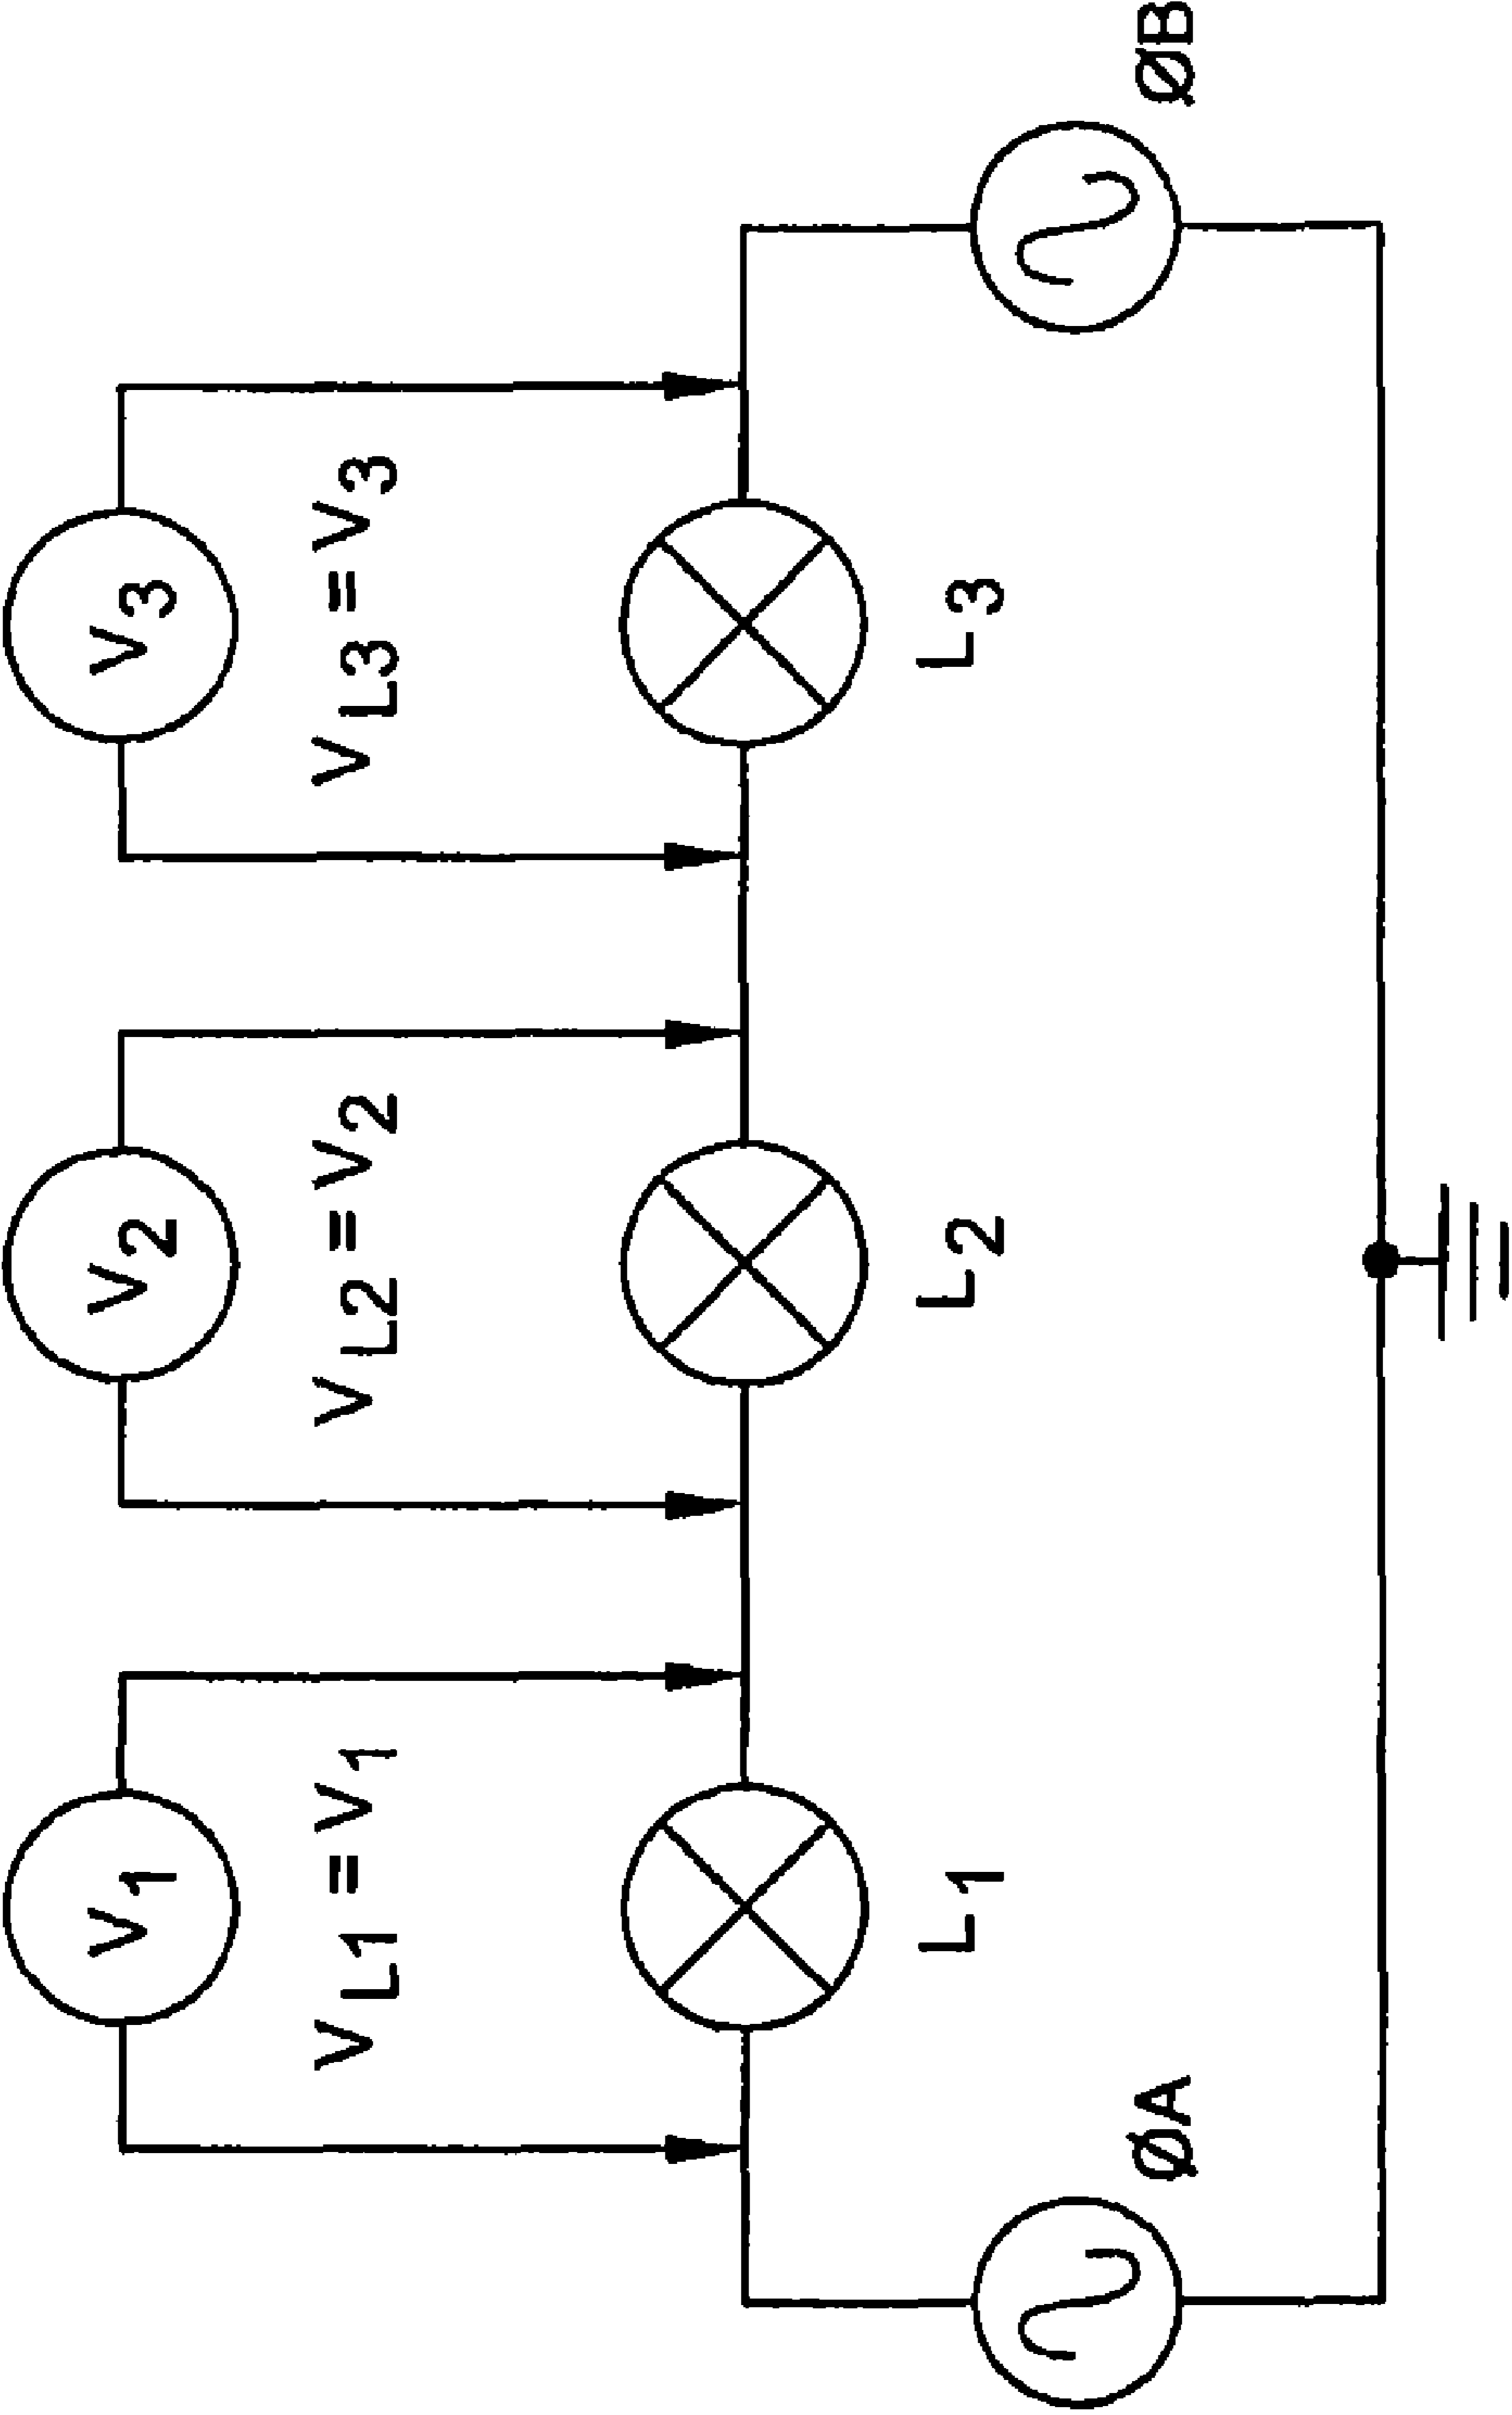 V1 V2 V3
VL1 = V1 VL2 = V2 VL3 = V3
L1 L2 L3
ØA ØB